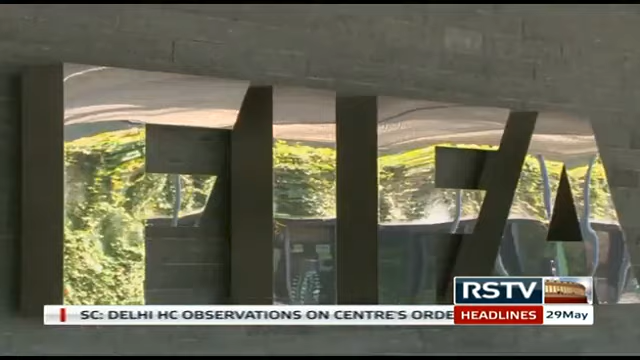 FIFA
SC: DELHI HC OBSERVATIONS ON CENTRE'S ORDE
RSTV
HEADLINES
29May